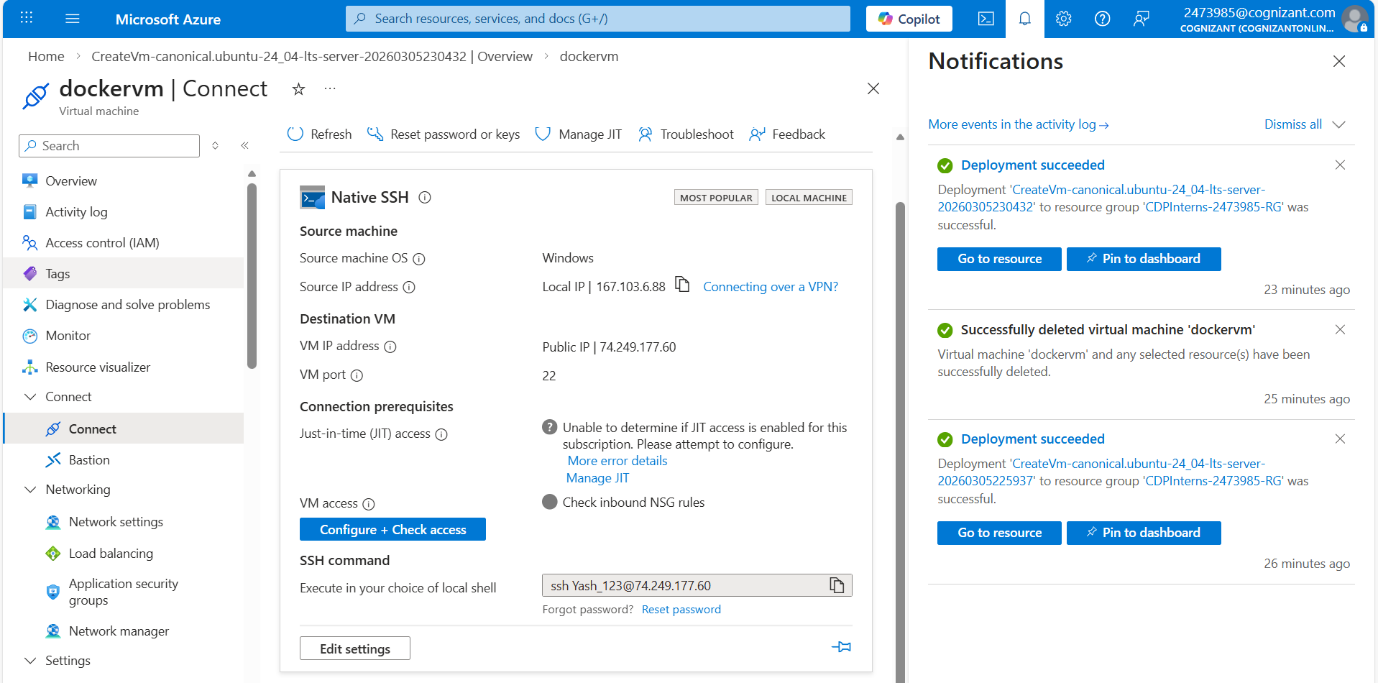 Microsoft Azure
Search resources, services, and docs (G+/)
Copilot
2473985@cognizant.com
COGNIZANT (COGNIZANTONLIN...
Home > CreateVm-canonical.ubuntu-24_04-lts-server-20260305230432 | Overview > dockervm
dockervm | Connect
Virtual machine
Search
Overview
Activity log
Access control (IAM)
Tags
Diagnose and solve problems
Monitor
Resource visualizer
Connect
Connect
Bastion
Networking
Network settings
Load balancing
Application security
groups
Network manager
Settings
Refresh
Reset password or keys
Manage JIT
Troubleshoot
Feedback
Native SSH
MOST POPULAR
LOCAL MACHINE
Source machine
Source machine OS
Windows
Source IP address
Local IP | 167.103.6.88
Connecting over a VPN?
Destination VM
VM IP address
Public IP | 74.249.177.60
VM port
22
Connection prerequisites
Just-in-time (JIT) access
Unable to determine if JIT access is enabled for this
subscription. Please attempt to configure.
More error details
Manage JIT
VM access
Check inbound NSG rules
Configure + Check access
SSH command
Execute in your choice of local shell
ssh Yash_123@74.249.177.60
Forgot password? Reset password
Edit settings
Notifications
More events in the activity log →
Dismiss all
Deployment succeeded
Deployment 'CreateVm-canonical.ubuntu-24_04-lts-server-
20260305230432' to resource group 'CDPInterns-2473985-RG' was
successful.
Go to resource
Pin to dashboard
23 minutes ago
Successfully deleted virtual machine 'dockervm'
Virtual machine 'dockervm' and any selected resource(s) have been
successfully deleted.
25 minutes ago
Deployment succeeded
Deployment 'CreateVm-canonical.ubuntu-24_04-lts-server-
20260305225937' to resource group 'CDPInterns-2473985-RG' was
successful.
Go to resource
Pin to dashboard
26 minutes ago